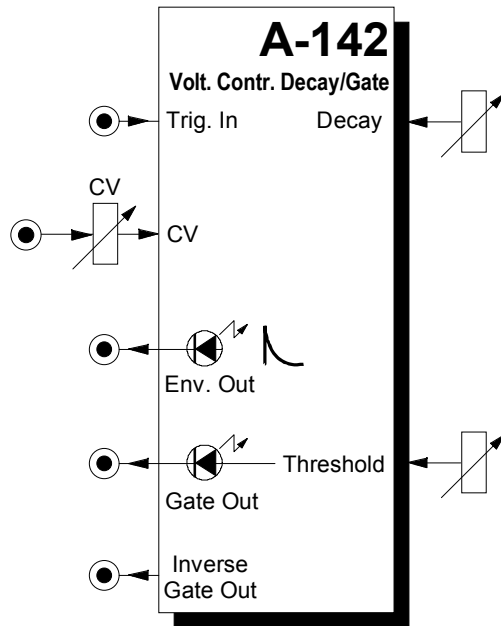 A-142
Volt. Contr. Decay/Gate
Trig. In
Decay
CV
CV
Env. Out
Threshold
Gate Out
Inverse
Gate Out